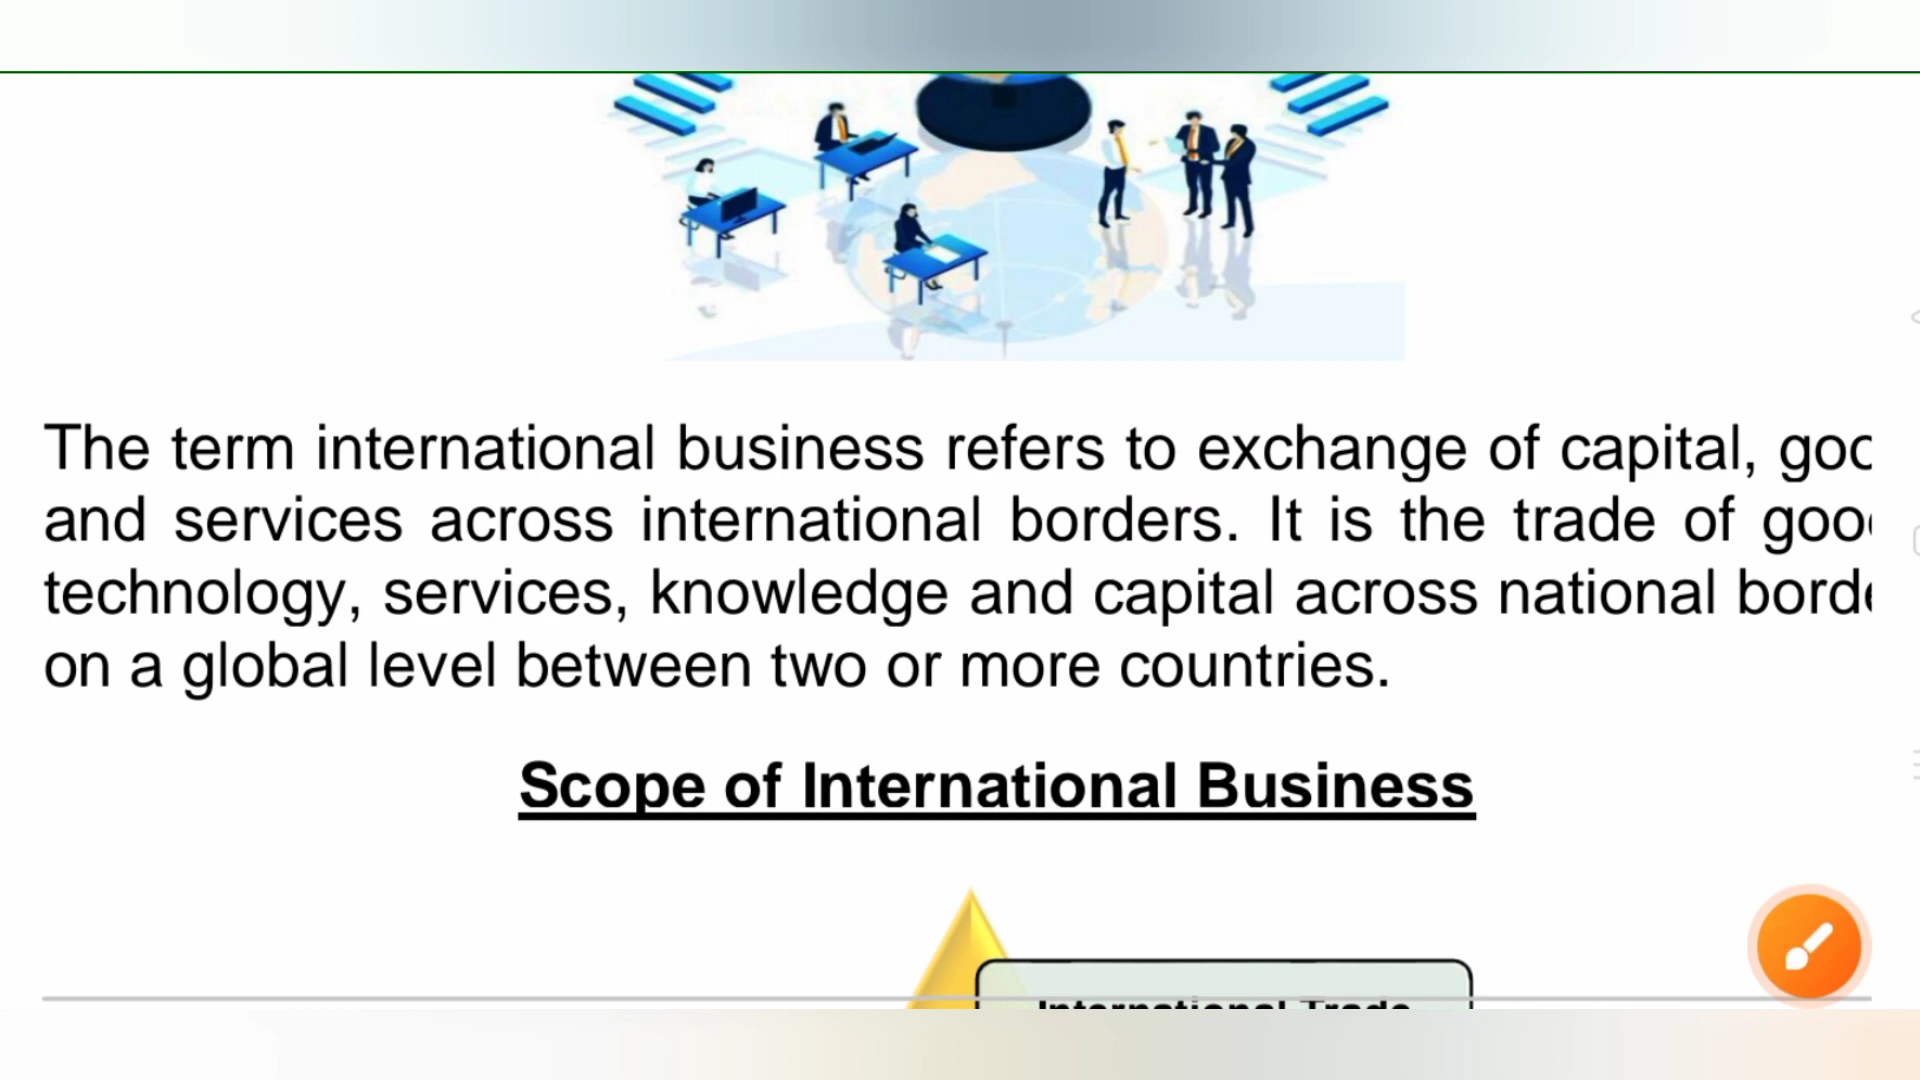 The term international business refers to exchange of capital,
and services across international borders. It is the trade of
technology, services, knowledge and capital across national
on a global level between two or more countries.
Scope of International Business
International Trade